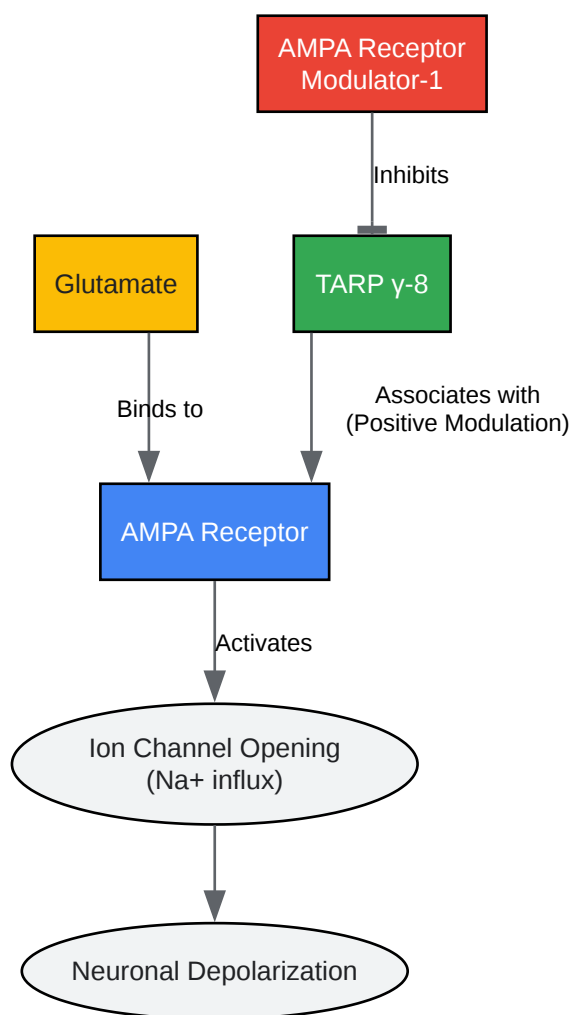 AMPA Receptor
Modulator-1
Inhibits
Glutamate
TARP γ-8
Binds to
Associates with
(Positive Modulation)
AMPA Receptor
Activates
Ion Channel Opening
(Na+ influx)
Neuronal Depolarization